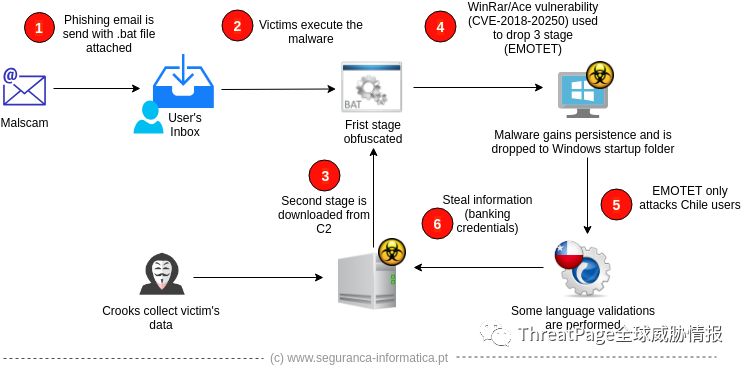 1
Phishing email is
send with .bat file
attached
2
Victims execute the
malware
4
WinRar/Ace vulnerability
(CVE-2018-20250) used
to drop 3 stage
(EMOTET)
@
Malscam
User's
Inbox
BAT
Frist stage
obfuscated
Malware gains persistence and is
dropped to Windows startup folder
3
Second stage is
downloaded from
C2
6
Steal information
(banking
credentials)
5
EMOTET only
attacks Chile users
Crooks collect victim's
data
Some language validations
are performed
ThreatPage全球威胁情报
(c) www.seguranca-informatica.pt